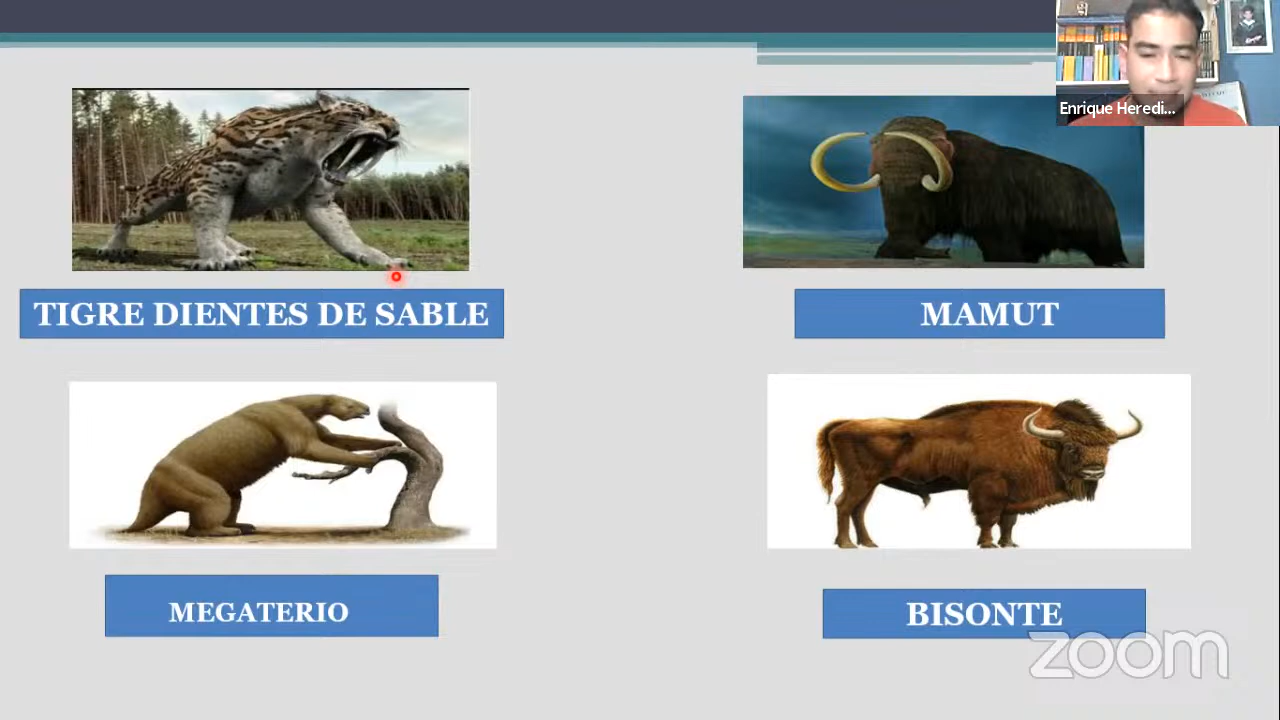 Enrique Heredi...
TIGRE DIENTES DE SABLE
MAMUT
MEGATERIO
BISONTE
zoom